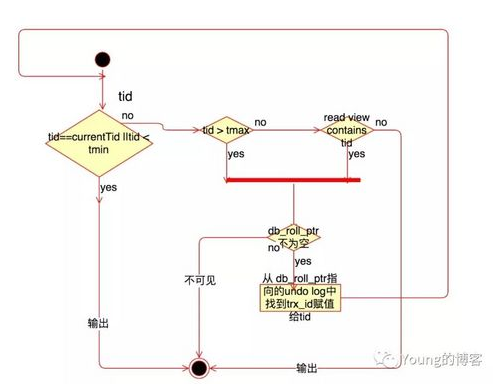 tid
no
tid==currentTid ||tid <
tmin
tid > tmax
no
read view
contains
tid
no
yes
yes
yes
db_roll_ptr
不为空
no
yes
不可见
从 db_roll_ptr指
向的undo log中
找到trx_id赋值
给tid
输出
输出
Young的博客